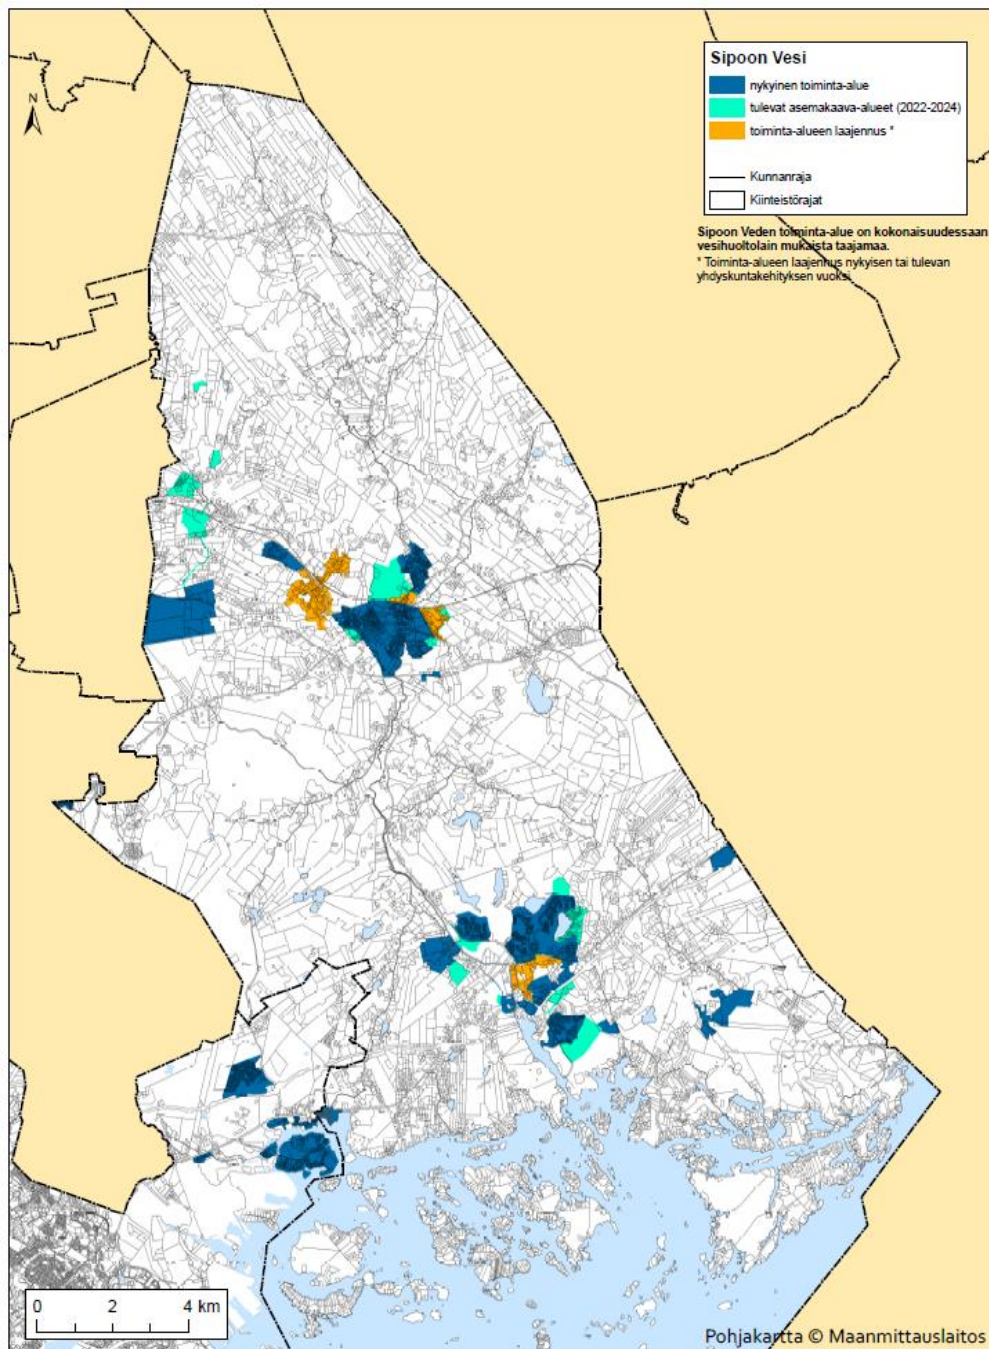 Sipoon Vesi
nykyinen toiminta-alue
tulevat asemakaava-alueet (2022-2024)
toiminta-alueen laajennus *
Kunnanraja
Kiinteistörajat
Sipoon Veden toiminta-alue on kokonaisuudessaan
vesihuoltolain mukaista taajamaa.
* Toiminta-alueen laajennus nykyisen tai tulevan
yhdyskuntakehityksen vuoksi.
N
0 2 4 km
Pohjakartta © Maanmittauslaitos